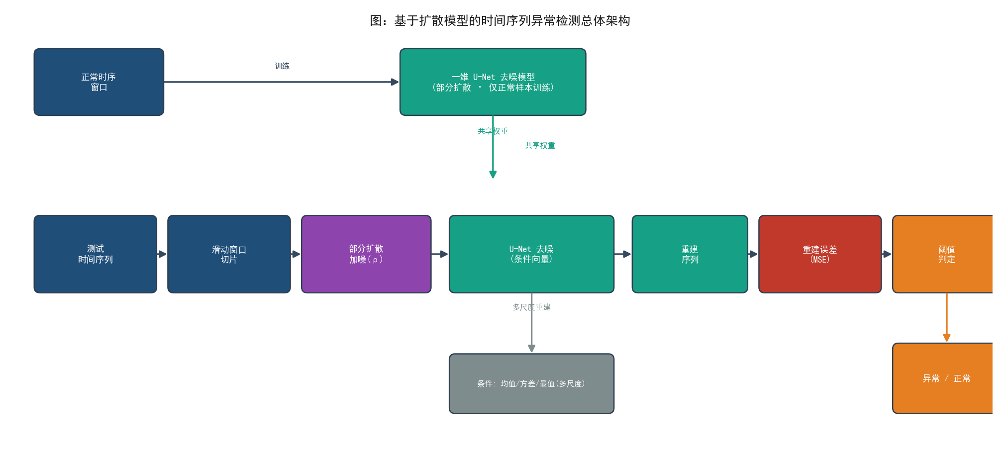 图：基于扩散模型的时间序列异常检测总体架构
训练
正常时序
窗口
一维 U-Net 去噪模型
(部分扩散 · 仅正常样本训练)
共享权重
共享权重
测试
时间序列
滑动窗口
切片
部分扩散
加噪(ρ)
U-Net 去噪
(条件向量)
重建
序列
重建误差
(MSE)
阈值
判定
多尺度重建
条件: 均值/方差/最值(多尺度)
异常 / 正常